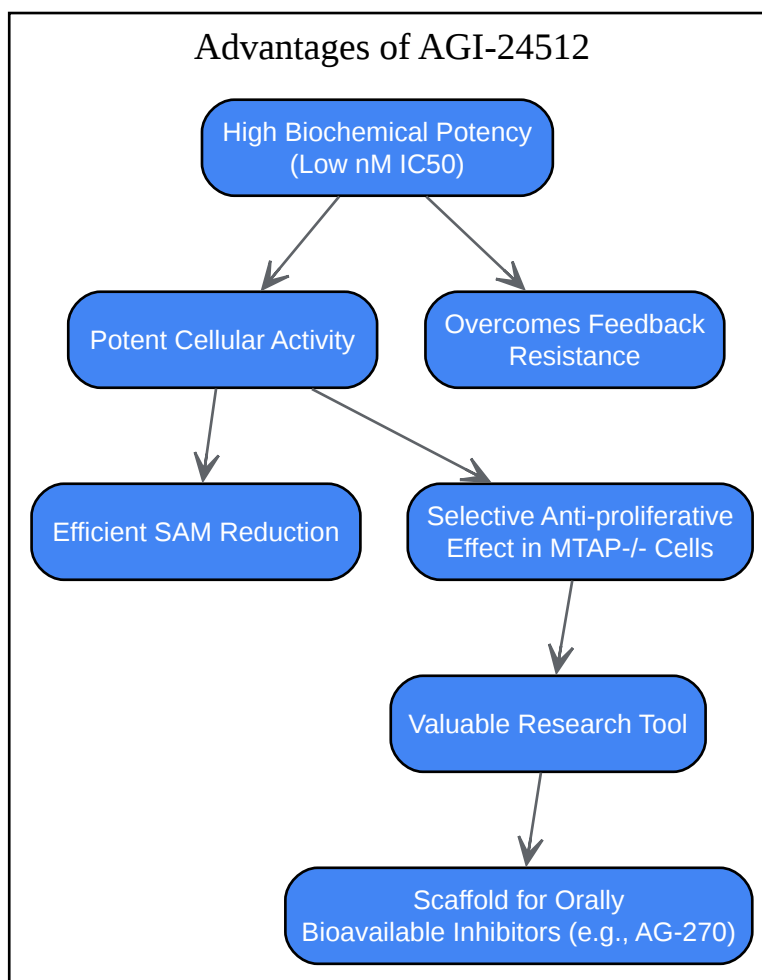 Advantages of AGI-24512
High Biochemical Potency
(Low nM IC50)
Potent Cellular Activity
Overcomes Feedback
Resistance
Efficient SAM Reduction
Selective Anti-proliferative
Effect in MTAP-/- Cells
Valuable Research Tool
Scaffold for Orally
Bioavailable Inhibitors (e.g., AG-270)